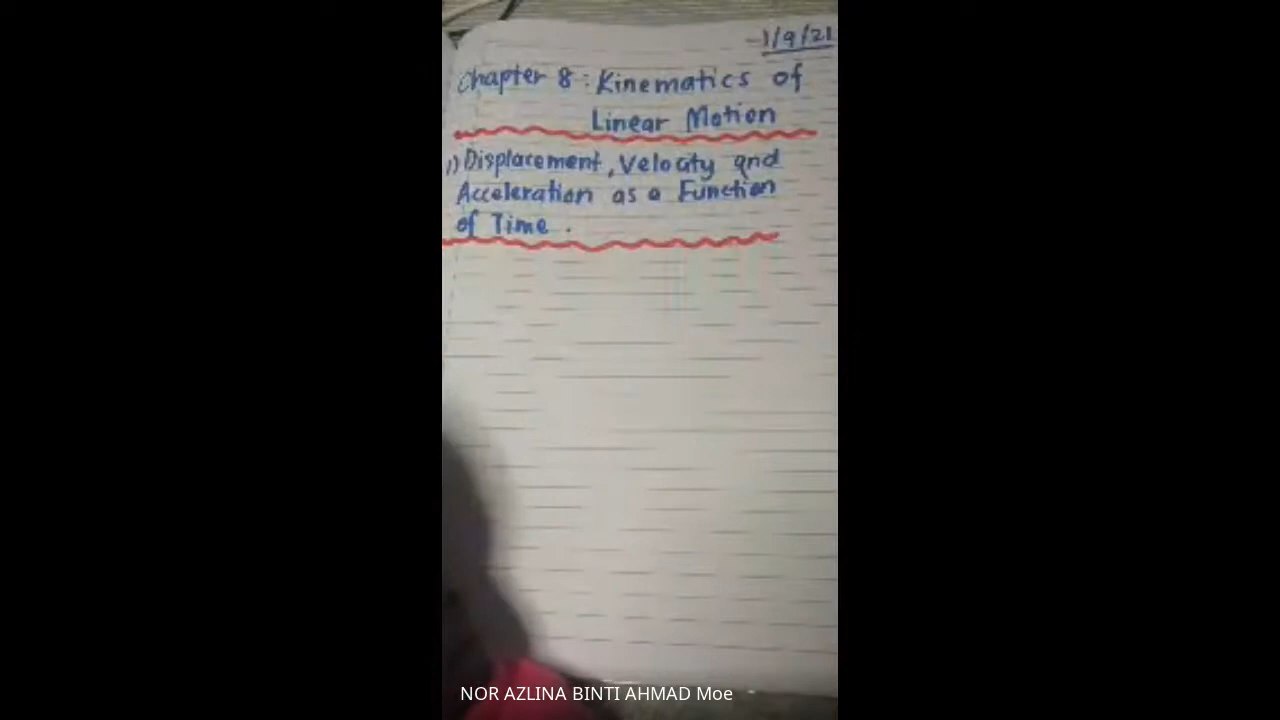 1/9/21
Chapter 8 : Kinematics of
Linear Motion
1) Displacement, Velocity and
Acceleration as a Function
of Time .
NOR AZLINA BINTI AHMAD Moe